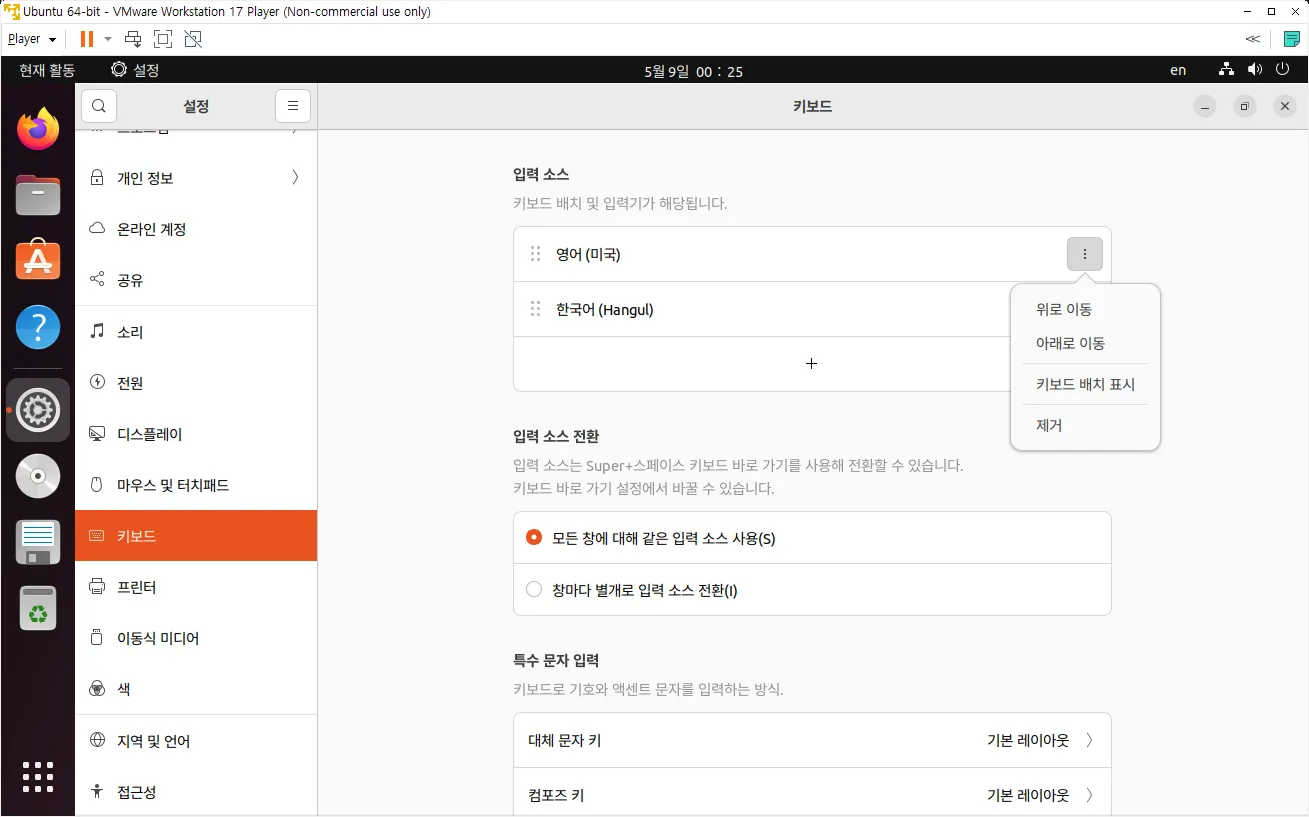 Ubuntu 64-bit - VMware Workstation 17 Player (Non-commercial use only)
Player
현재 활동
설정
5월 9일 00 : 25
en
설정
키보드
개인 정보
온라인 계정
공유
소리
전원
디스플레이
마우스 및 터치패드
키보드
프린터
이동식 미디어
색
지역 및 언어
접근성
입력 소스
키보드 배치 및 입력기가 해당됩니다.
영어 (미국)
한국어 (Hangul)
위로 이동
아래로 이동
키보드 배치 표시
제거
입력 소스 전환
입력 소스는 Super+스페이스 키보드 바로 가기를 사용해 전환할 수 있습니다.
키보드 바로 가기 설정에서 바꿀 수 있습니다.
모든 창에 대해 같은 입력 소스 사용(S)
창마다 별개로 입력 소스 전환(I)
특수 문자 입력
키보드로 기호와 액센트 문자를 입력하는 방식.
대체 문자 키
기본 레이아웃
컴포즈 키
기본 레이아웃